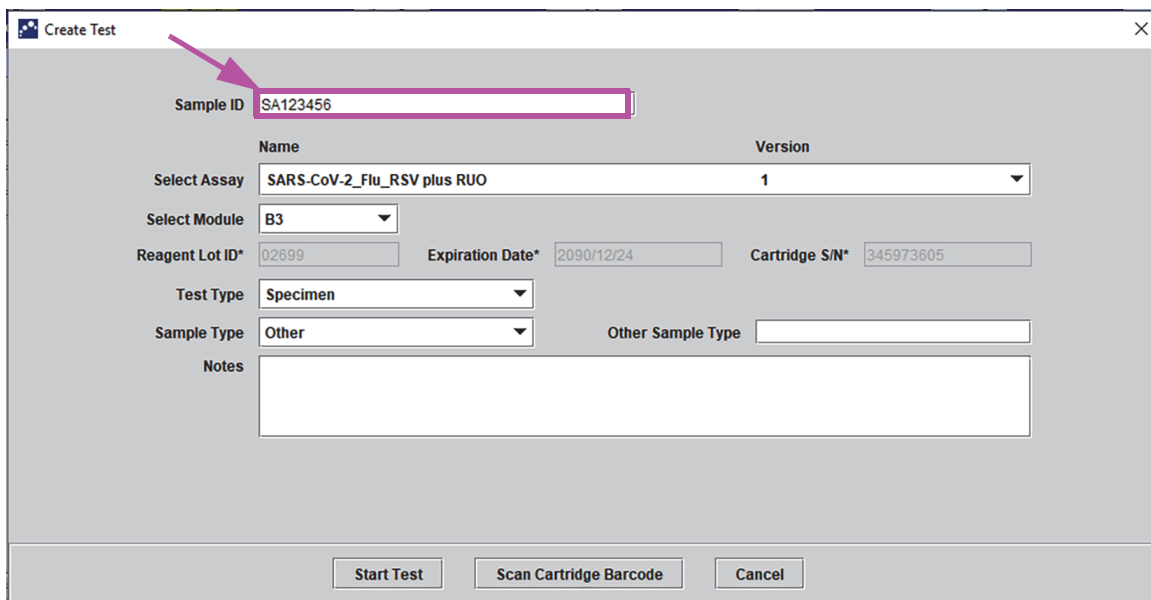 Create Test
Sample ID SA123456
Name Version
Select Assay SARS-CoV-2_Flu_RSV plus RUO 1
Select Module B3
Reagent Lot ID* 02699 Expiration Date* 2090/12/24 Cartridge S/N* 345973605
Test Type Specimen
Sample Type Other Other Sample Type
Notes
Start Test Scan Cartridge Barcode Cancel